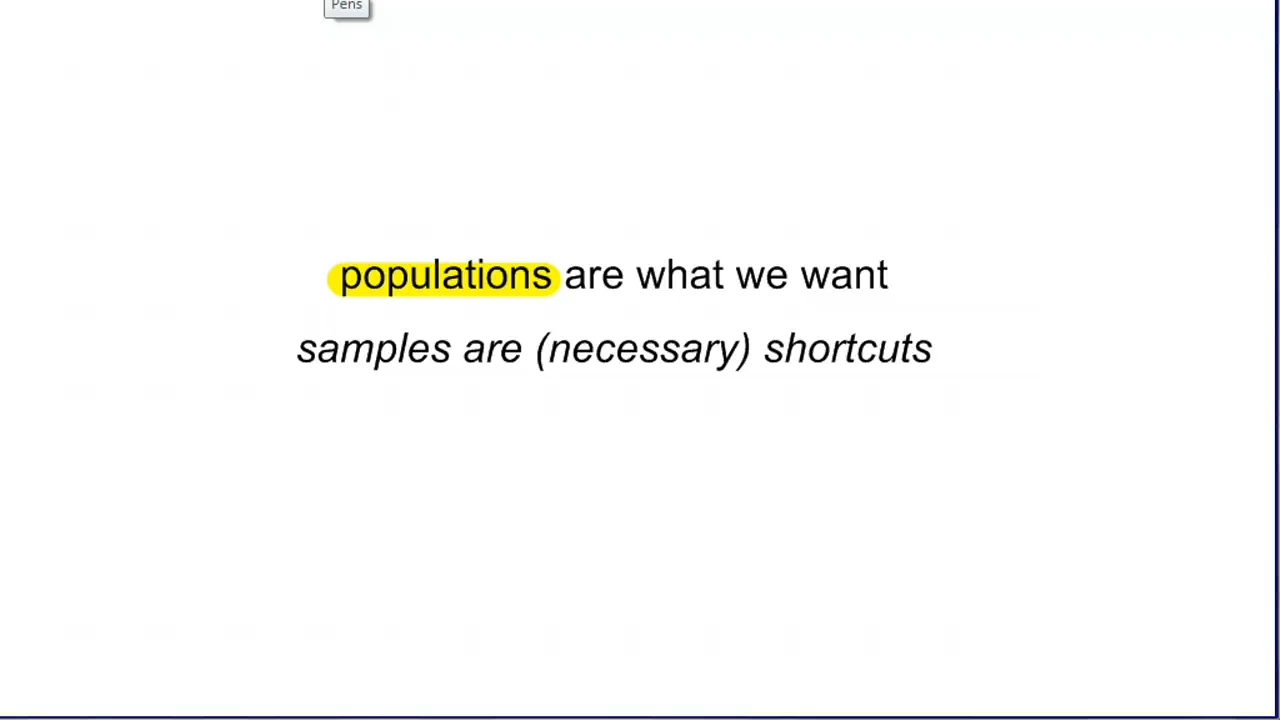 Pens
populations are what we want
samples are (necessary) shortcuts